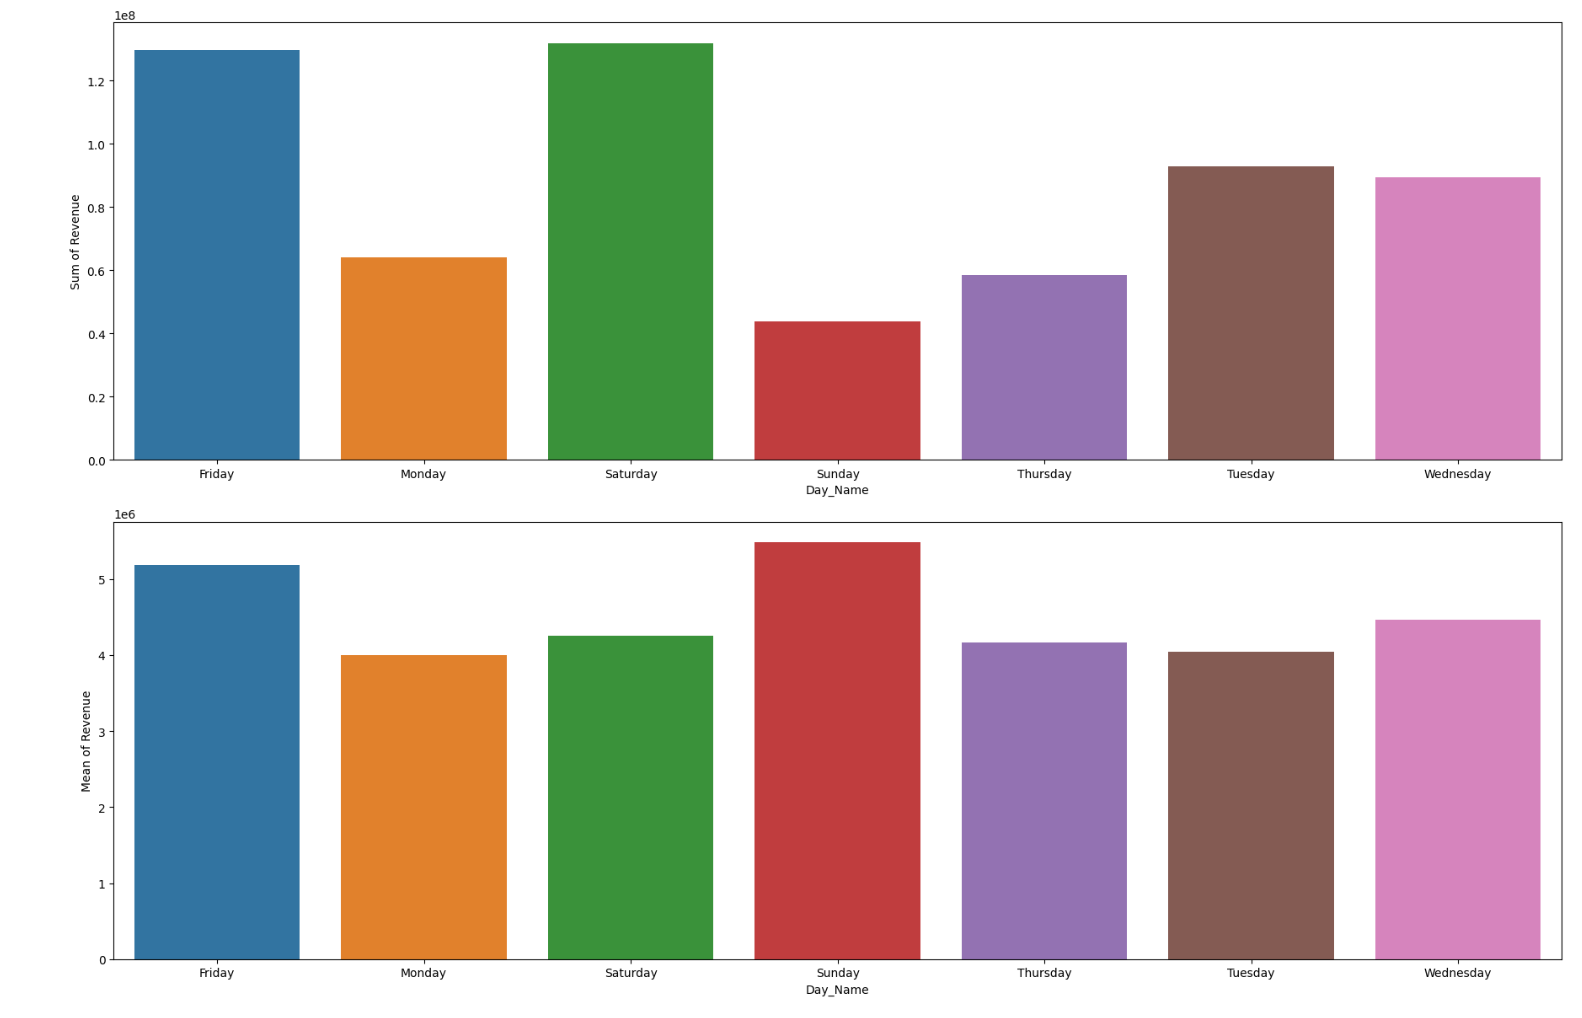 1e8
1.2
1.0
0.8
0.6
0.4
0.2
0.0
Sum of Revenue
Friday Monday Saturday Sunday Thursday Tuesday Wednesday
Day_Name
1e6
5
4
3
2
1
0
Mean of Revenue
Friday Monday Saturday Sunday Thursday Tuesday Wednesday
Day_Name